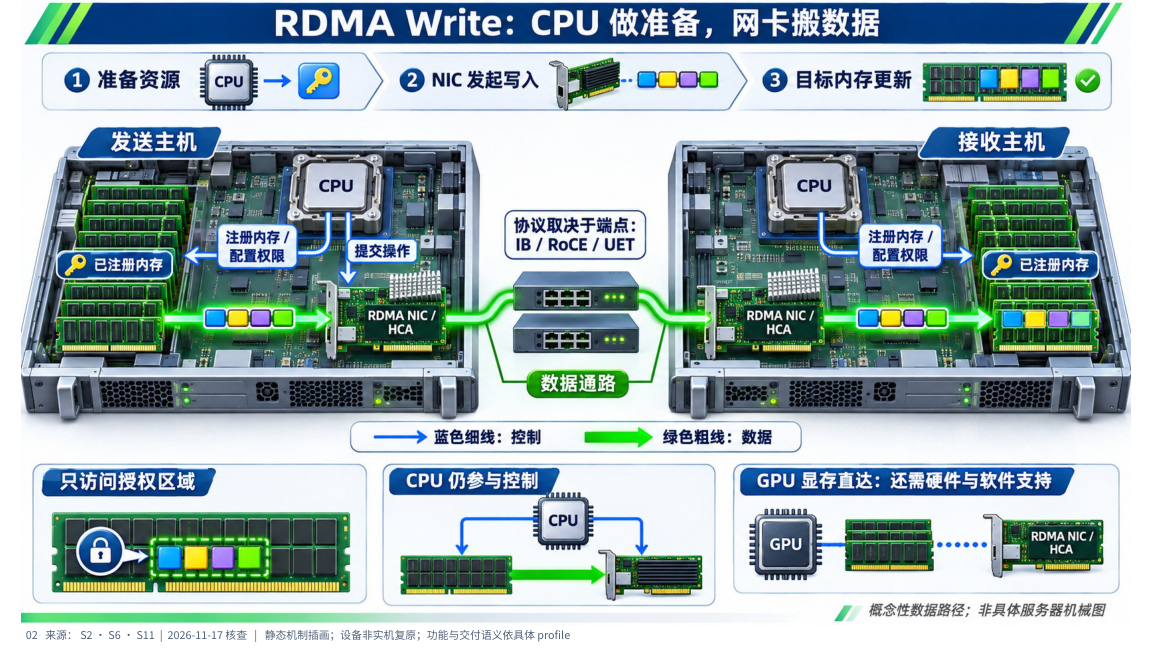 RDMA Write：CPU 做准备，网卡搬数据
1 准备资源
CPU
2 NIC 发起写入
3 目标内存更新
发送主机
接收主机
CPU
CPU
注册内存 /
配置权限
提交操作
已注册内存
RDMA NIC /
HCA
协议取决于端点：
IB / RoCE / UET
数据通路
注册内存 /
配置权限
已注册内存
RDMA NIC /
HCA
蓝色细线：控制
绿色粗线：数据
只访问授权区域
CPU 仍参与控制
CPU
GPU 显存直达：还需硬件与软件支持
GPU
RDMA NIC /
HCA
概念性数据路径；非具体服务器机械图
02 来源： S2 · S6 · S11 | 2026-11-17 核查 | 静态机制插画；设备非实机复原；功能与交付语义依具体 profile